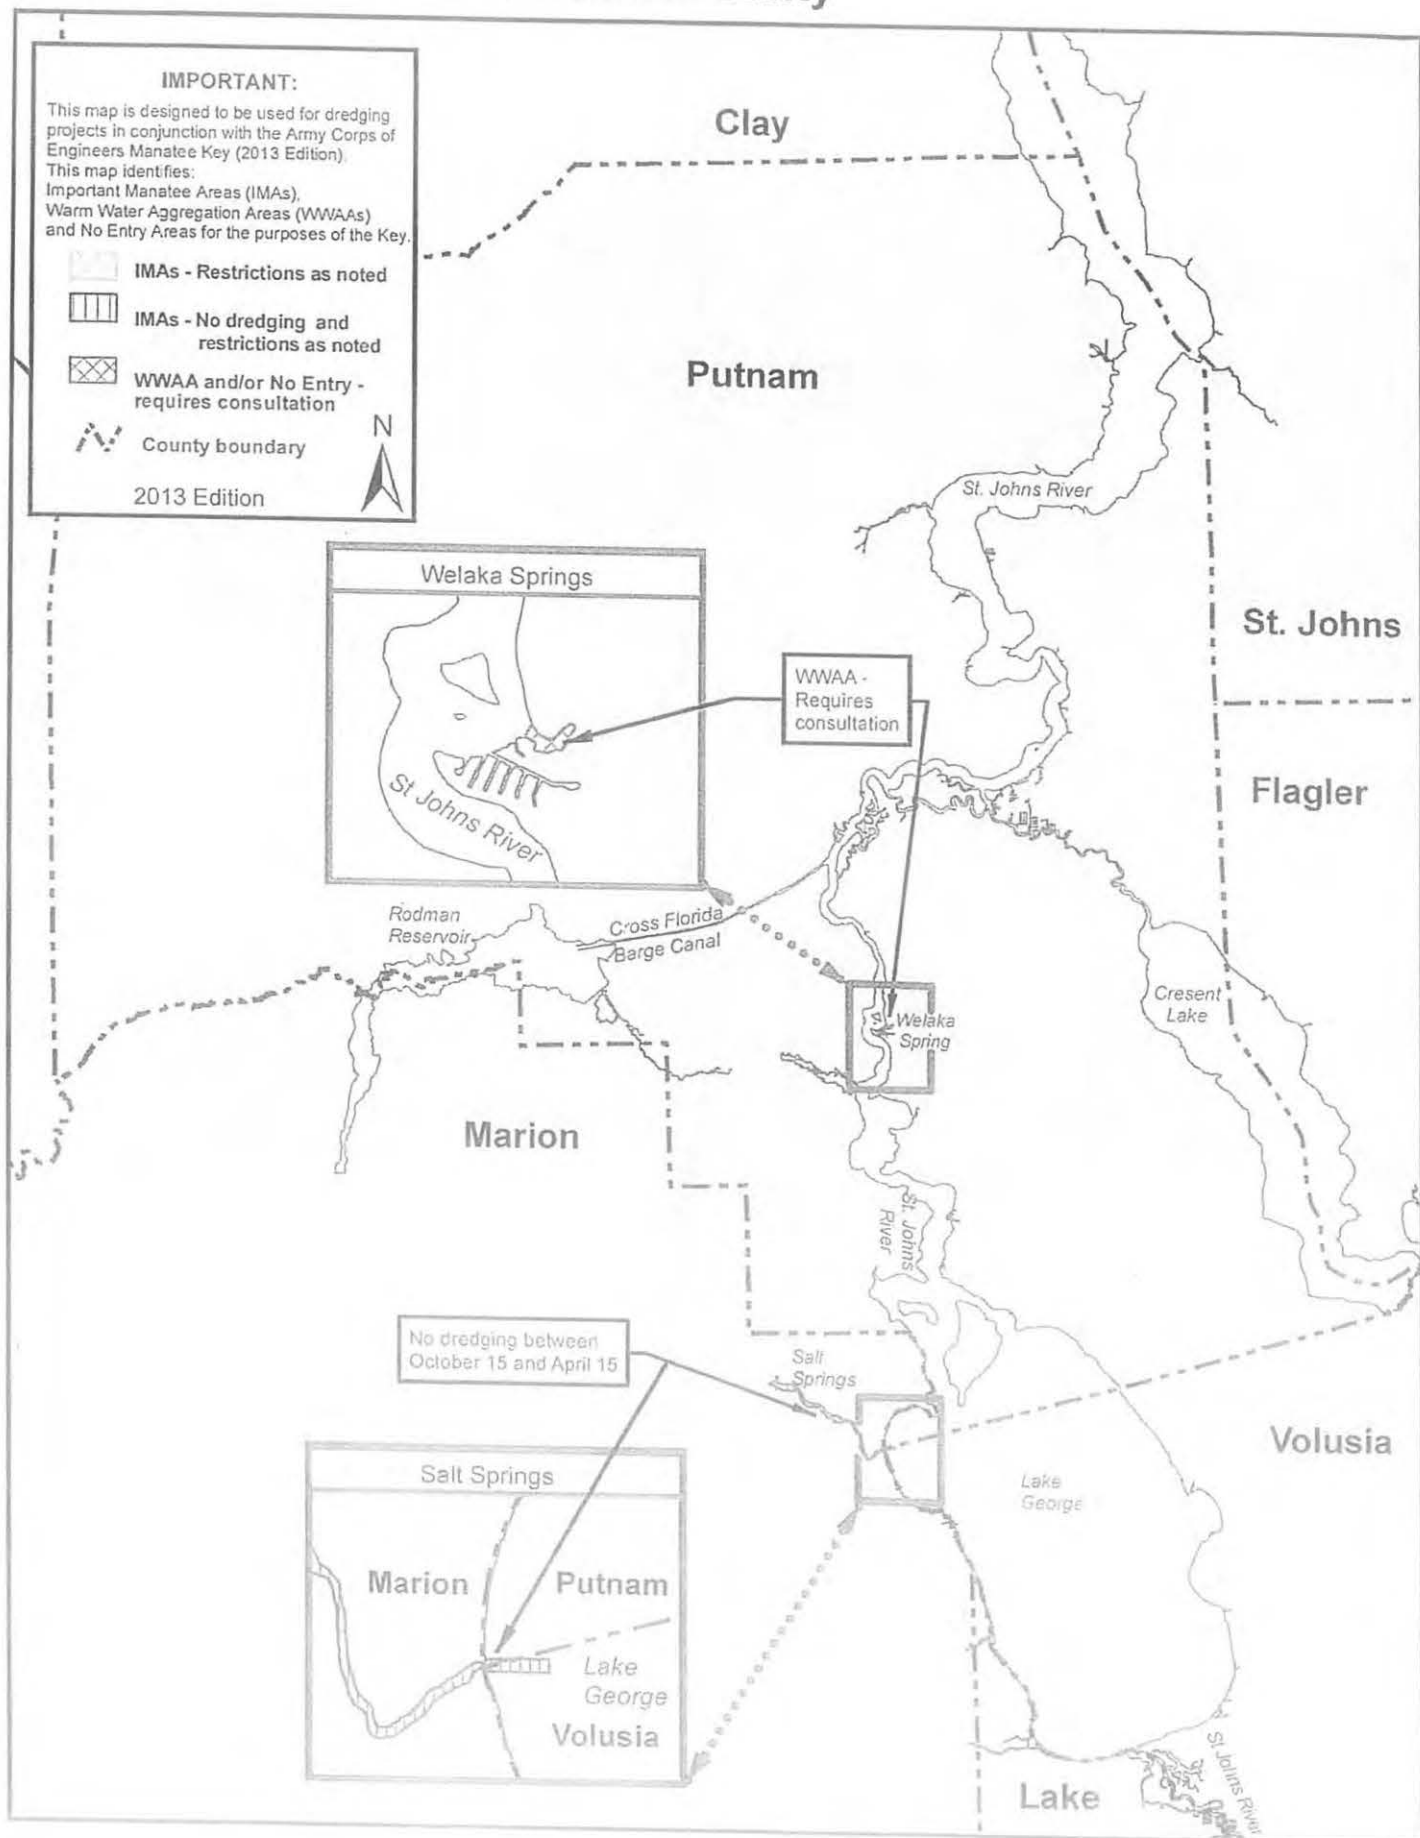 IMPORTANT:
This map is designed to be used for dredging
projects in conjunction with the Army Corps of
Engineers Manatee Key (2013 Edition).
This map identifies:
Important Manatee Areas (IMAs),
Warm Water Aggregation Areas (WWAAs)
and No Entry Areas for the purposes of the Key.
IMAs - Restrictions as noted
IMAs - No dredging and
restrictions as noted
WWAA and/or No Entry -
requires consultation
County boundary
N
2013 Edition
Clay
Putnam
St. Johns River
St. Johns
Welaka Springs
St Johns River
WWAA -
Requires
consultation
Flagler
Rodman
Reservoir
Cross Florida
Barge Canal
Cresent
Lake
Welaka
Spring
Marion
St. Johns
River
No dredging between
October 15 and April 15
Salt
Springs
Volusia
Lake
George
Salt Springs
Marion
Putnam
Lake
George
Volusia
Lake
St Johns River